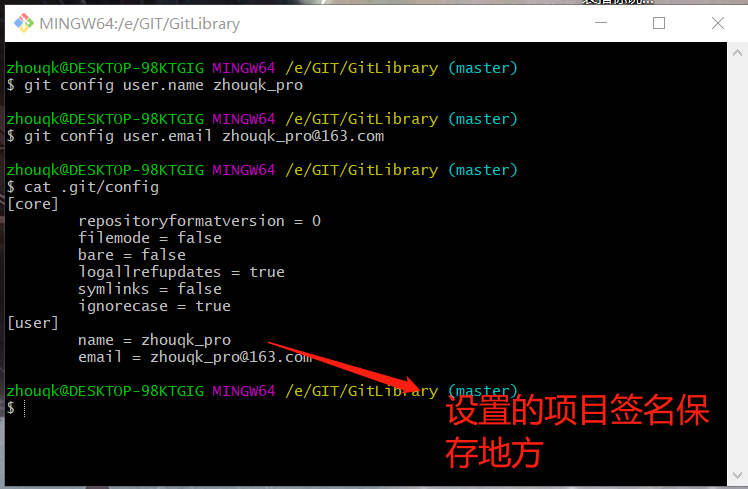 MINGW64:/e/GIT/GitLibrary
zhouqk@DESKTOP-98KTGIG MINGW64 /e/GIT/GitLibrary (master)
$ git config user.name zhouqk_pro
zhouqk@DESKTOP-98KTGIG MINGW64 /e/GIT/GitLibrary (master)
$ git config user.email zhouqk_pro@163.com
zhouqk@DESKTOP-98KTGIG MINGW64 /e/GIT/GitLibrary (master)
$ cat .git/config
[core]
repositoryformatversion = 0
filemode = false
bare = false
logallrefupdates = true
symlinks = false
ignorecase = true
[user]
name = zhouqk_pro
email = zhouqk_pro@163.com
zhouqk@DESKTOP-98KTGIG MINGW64 /e/GIT/GitLibrary (master)
$
设置的项目签名保
存地方